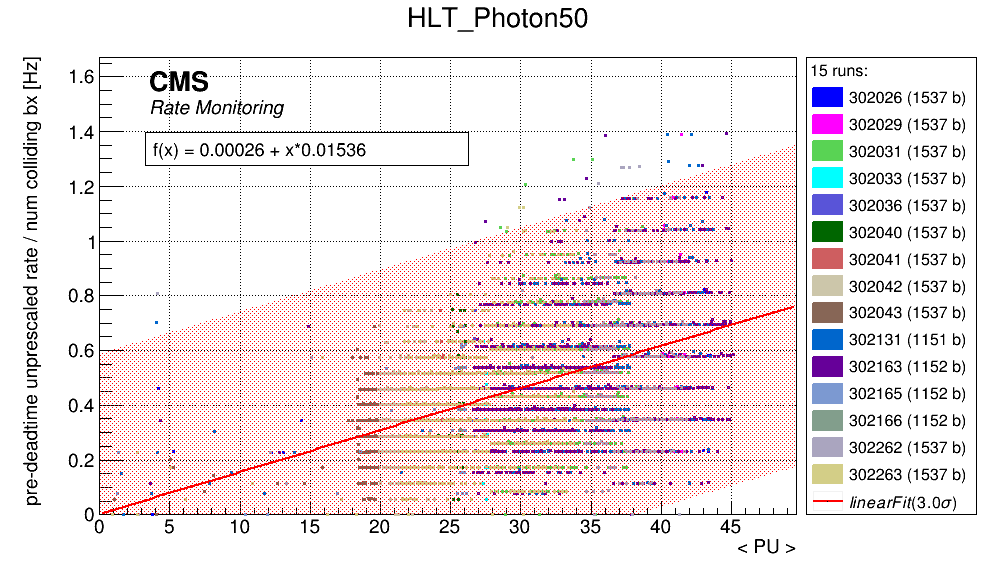 HLT_Photon50
pre-deadtime unprescaled rate / num colliding bx [Hz]
CMS
Rate Monitoring
f(x) = 0.00026 + x*0.01536
1.6
1.4
1.2
1
0.8
0.6
0.4
0.2
0
0 5 10 15 20 25 30 35 40 45
< PU >
15 runs:
302026 (1537 b)
302029 (1537 b)
302031 (1537 b)
302033 (1537 b)
302036 (1537 b)
302040 (1537 b)
302041 (1537 b)
302042 (1537 b)
302043 (1537 b)
302131 (1151 b)
302163 (1152 b)
302165 (1152 b)
302166 (1152 b)
302262 (1537 b)
302263 (1537 b)
linearFit(3.0σ)